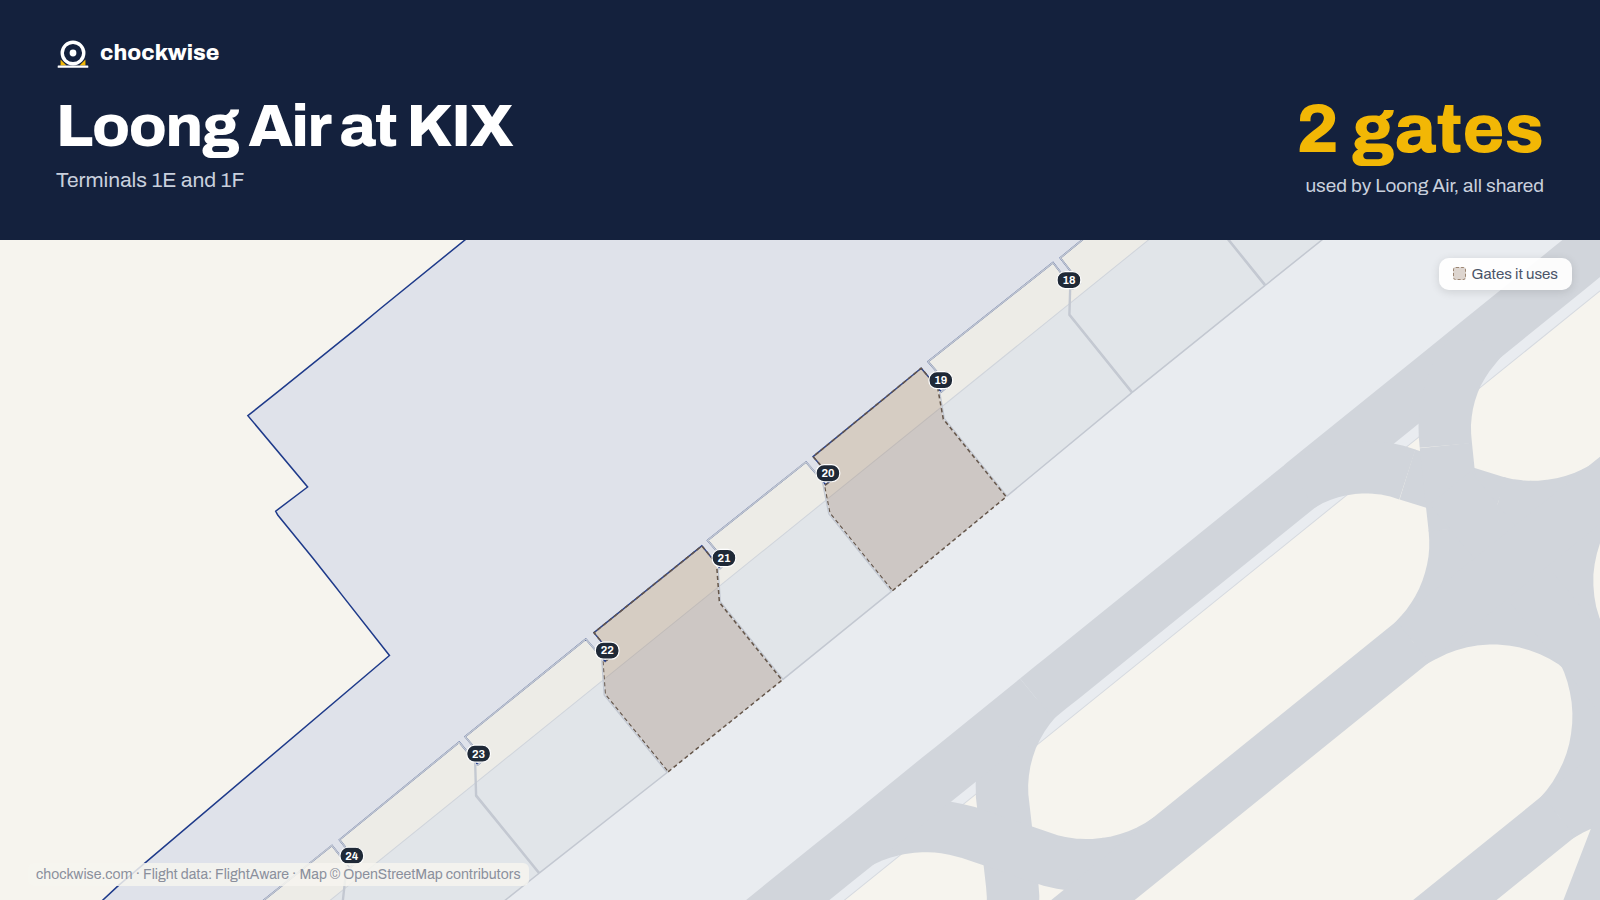 chockwise
Loong Air at KIX
Terminals 1E and 1F
2 gates
used by Loong Air, all shared
Gates it uses
18
19
20
21
22
23
24
chockwise.com · Flight data: FlightAware · Map © OpenStreetMap contributors